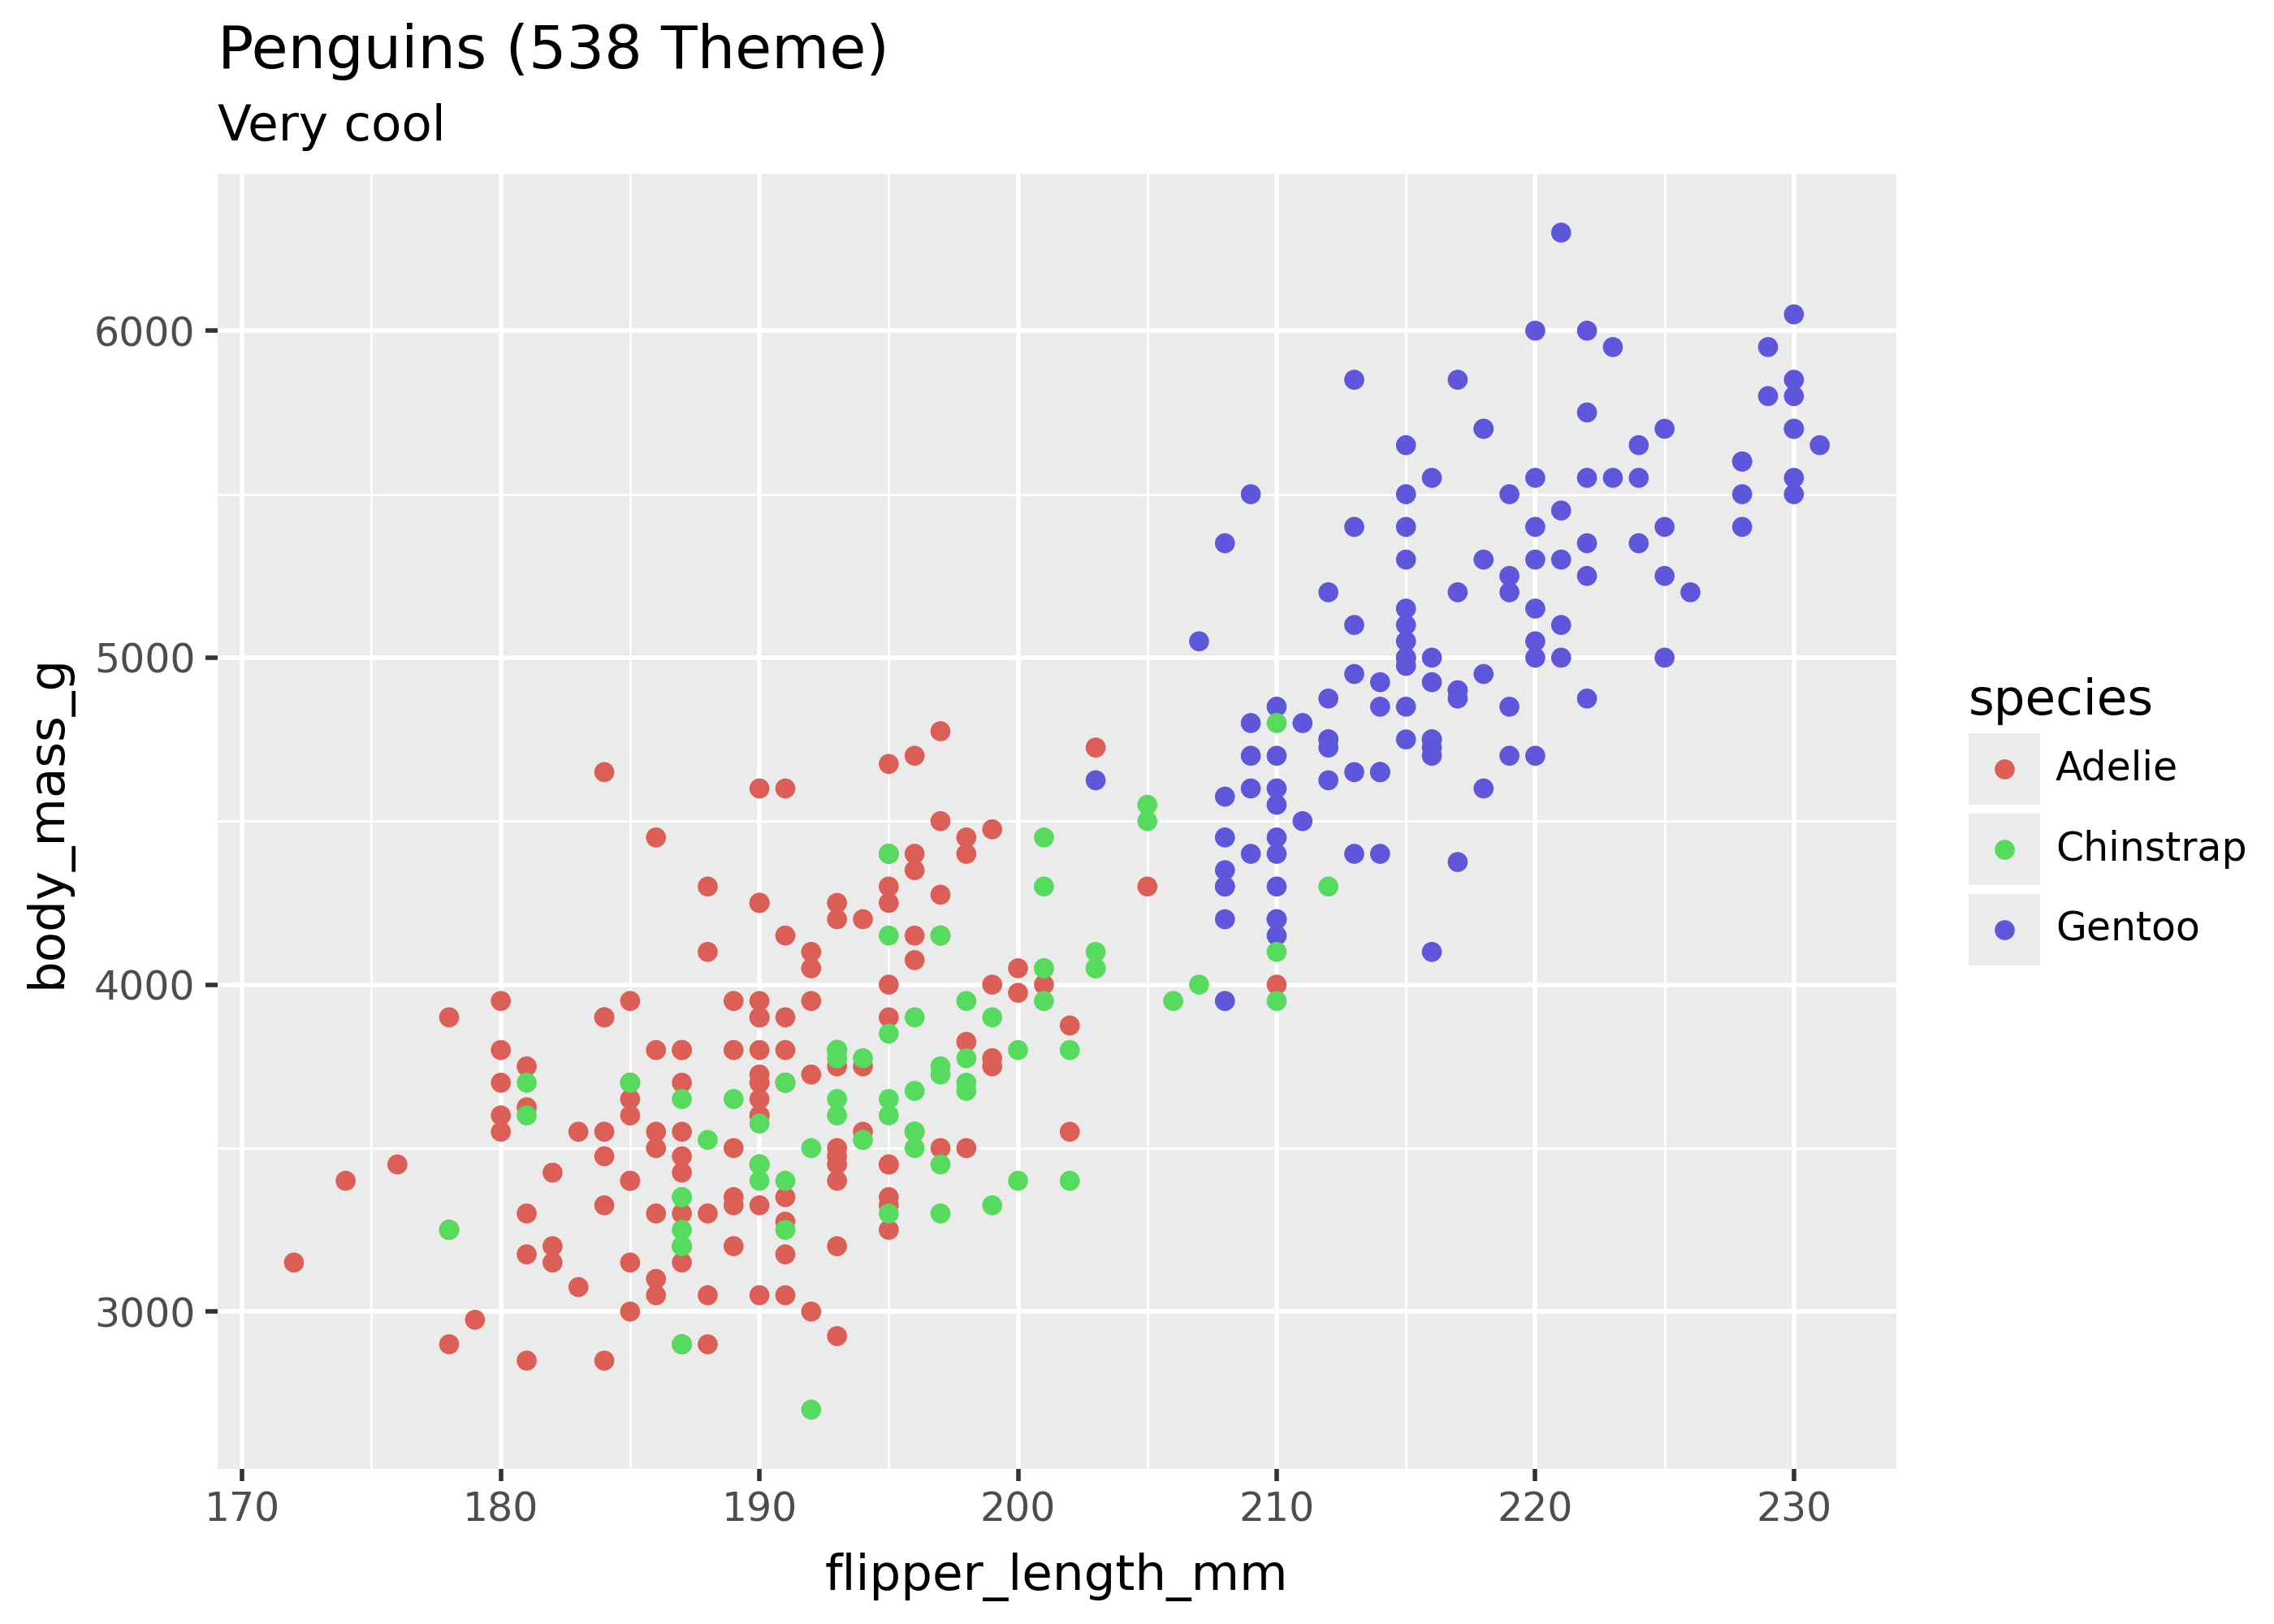 Penguins (538 Theme)
Very cool
body_mass_g
6000
5000
4000
3000
170 180 190 200 210 220 230
flipper_length_mm
species
Adelie
Chinstrap
Gentoo